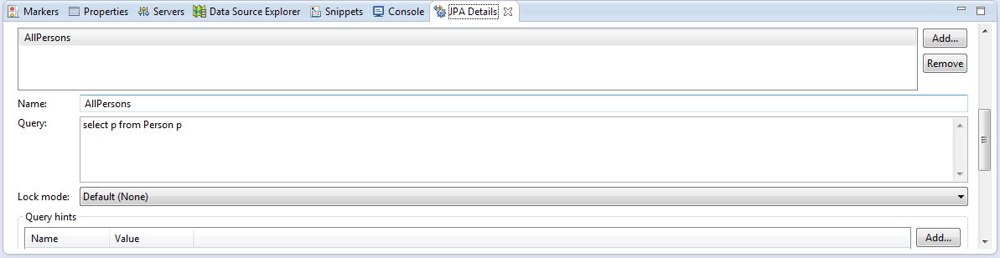 Markers Properties Servers Data Source Explorer Snippets Console JPA Details
AllPersons Add...
Remove
Name: AllPersons
Query: select p from Person p
Lock mode: Default (None)
Query hints
Name Value Add...